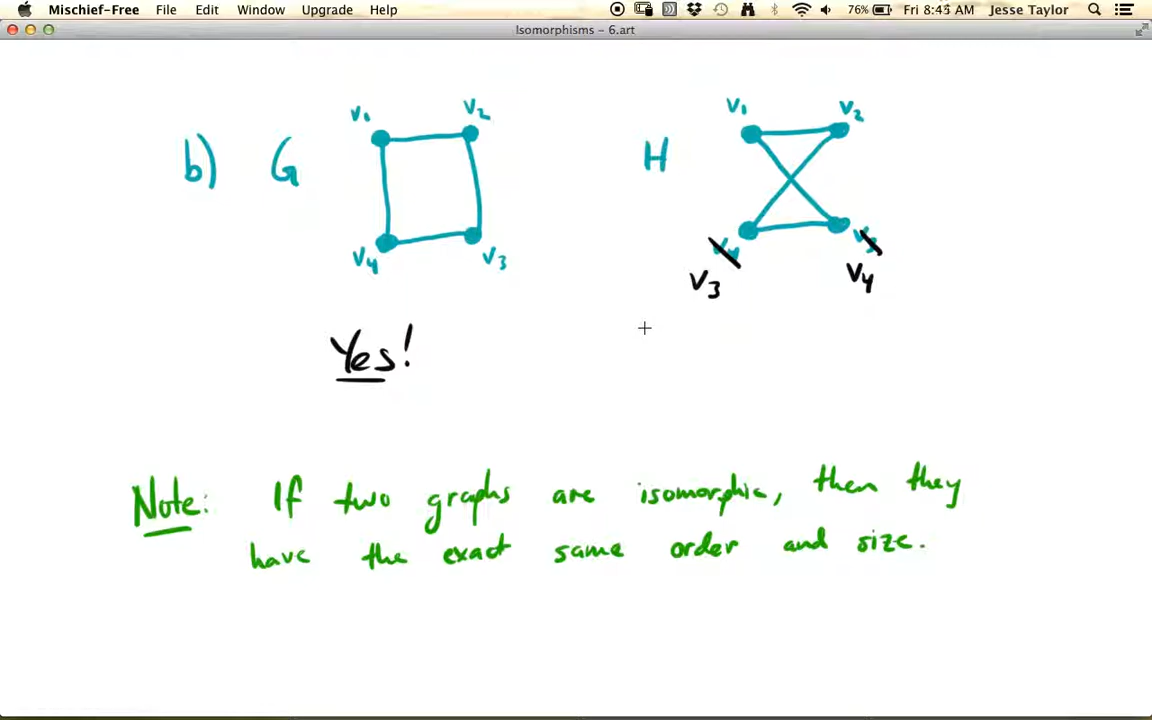 Mischief-Free File Edit Window Upgrade Help 76% Fri 8:45 AM Jesse Taylor
Isomorphisms – 6.art
b) G
V1 V2
V4 V3
H
V1 V2
V4 V3
V3 V4
Yes!
Note: If two graphs are isomorphic, then they
have the exact same order and size.